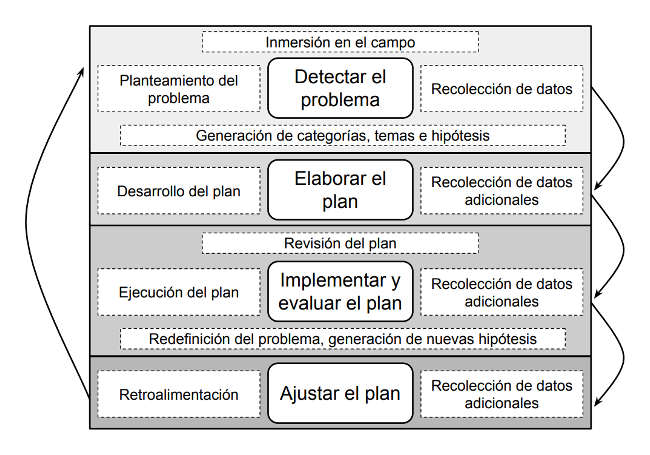 Inmersión en el campo
Planteamiento del
problema
Detectar el
problema
Recolección de datos
Generación de categorías, temas e hipótesis
Desarrollo del plan
Elaborar el
plan
Recolección de datos
adicionales
Revisión del plan
Ejecución del plan
Implementar y
evaluar el plan
Recolección de datos
adicionales
Redefinición del problema, generación de nuevas hipótesis
Retroalimentación
Ajustar el plan
Recolección de datos
adicionales